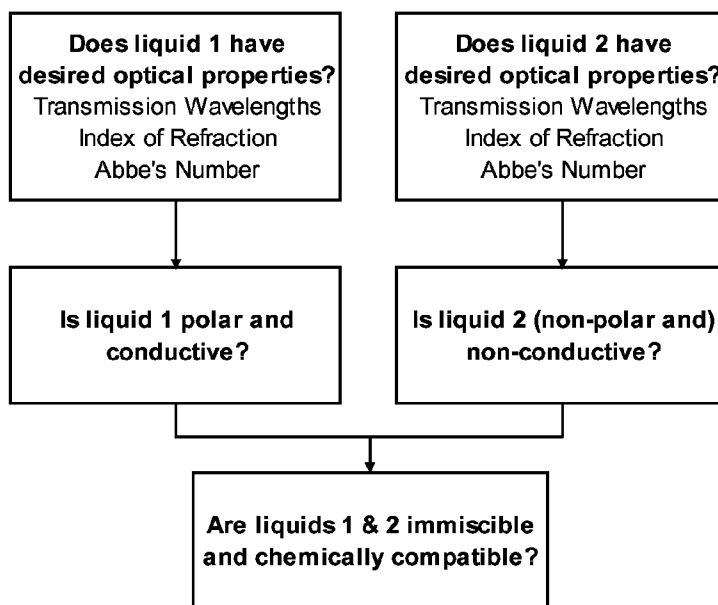 Does liquid 1 have
desired optical properties?
Transmission Wavelengths
Index of Refraction
Abbe's Number
Does liquid 2 have
desired optical properties?
Transmission Wavelengths
Index of Refraction
Abbe's Number
Is liquid 1 polar and
conductive?
Is liquid 2 (non-polar and)
non-conductive?
Are liquids 1 & 2 immiscible
and chemically compatible?